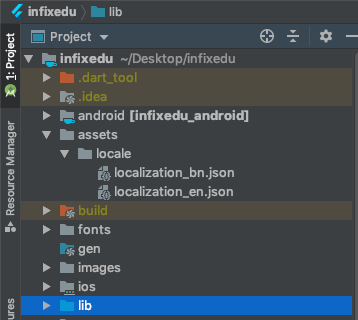 infixedu lib
Project
infixedu ~/Desktop/infixedu
.dart_tool
.idea
android [infixedu_android]
assets
locale
localization_bn.json
localization_en.json
build
fonts
gen
images
ios
lib
1: Project
Resource Manager